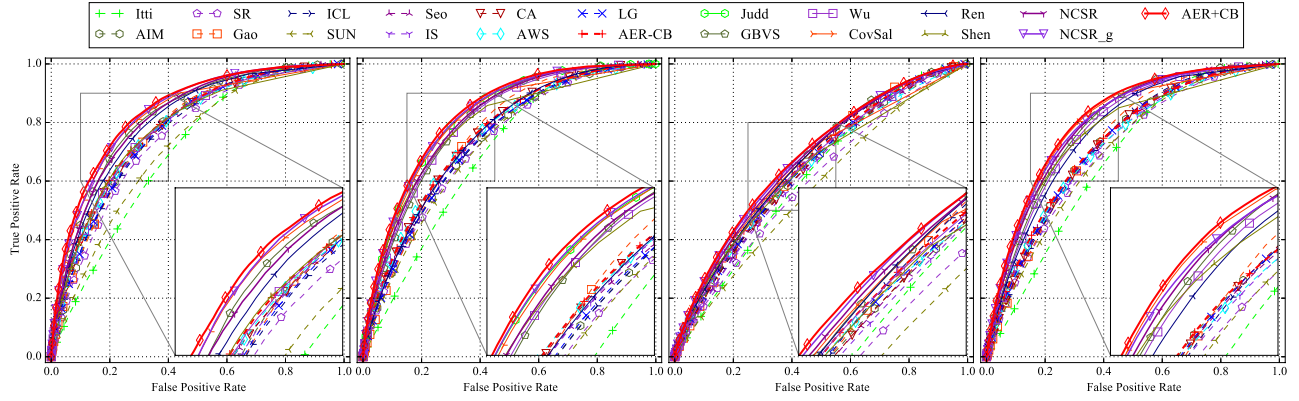 Itti SR ICL Seo CA LG Judd Wu Ren NCSR AER+CB
AIM Gao SUN IS AWS AER-CB GBVS CovSal Shen NCSR_g
True Positive Rate
1.0
0.8
0.6
0.4
0.2
0.0
0.0 0.2 0.4 0.6 0.8 1.0
False Positive Rate
0.0 0.2 0.4 0.6 0.8 1.0
False Positive Rate
0.0 0.2 0.4 0.6 0.8 1.0
False Positive Rate
0.0 0.2 0.4 0.6 0.8 1.0
False Positive Rate